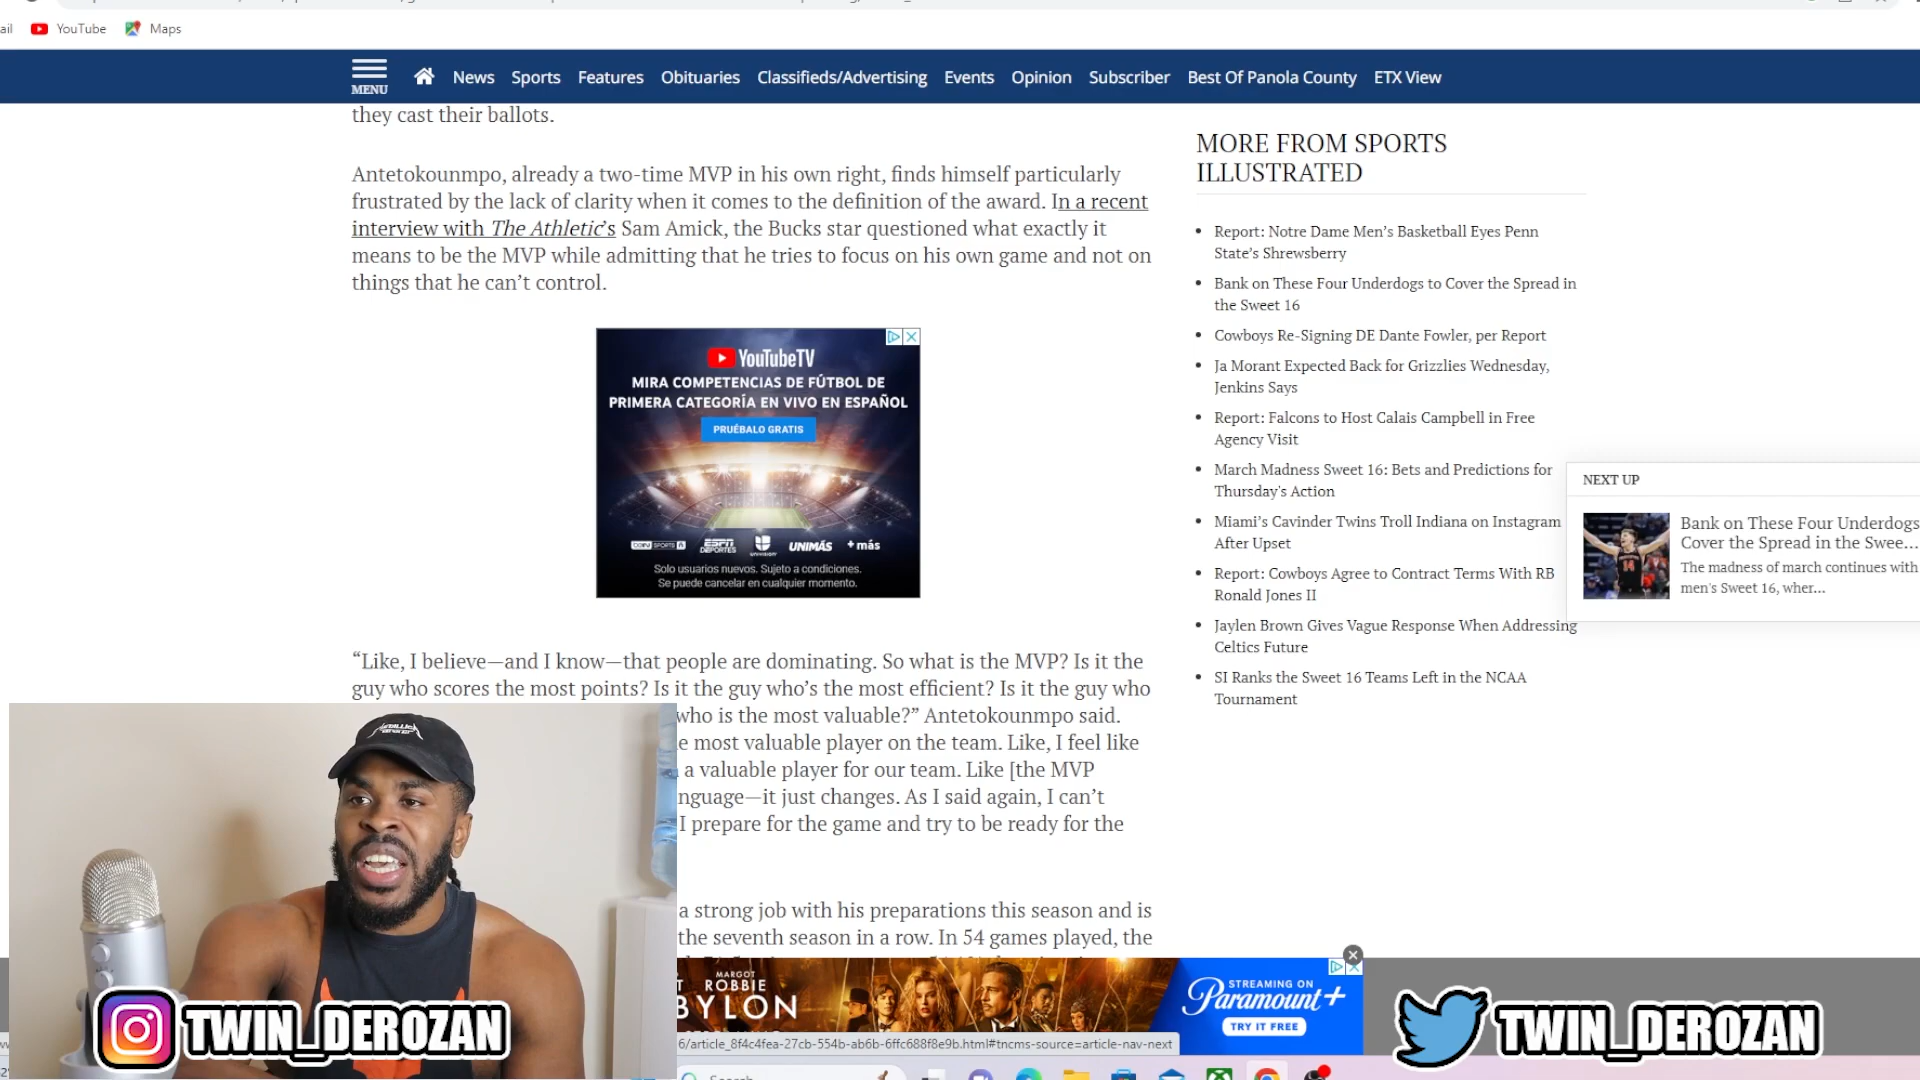 YouTube
Maps
MENU
News
Sports
Features
Obituaries
Classifieds/Advertising
Events
Opinion
Subscriber
Best Of Panola County
ETX View
they cast their ballots.
Antetokounmpo, already a two-time MVP in his own right, finds himself particularly
frustrated by the lack of clarity when it comes to the definition of the award. In a recent
interview with The Athletic's Sam Amick, the Bucks star questioned what exactly it
means to be the MVP while admitting that he tries to focus on his own game and not on
things that he can't control.
YouTubeTV
MIRA COMPETENCIAS DE FÚTBOL DE
PRIMERA CATEGORÍA EN VIVO EN ESPAÑOL
PRUÉBALO GRATIS
beIN SPORTS
ESPN
DEPORTES
UNIVISION
UNIMÁS
+más
Solo usuarios nuevos. Sujeto a condiciones.
Se puede cancelar en cualquier momento.
“Like, I believe—and I know—that people are dominating. So what is the MVP? Is it the
guy who scores the most points? Is it the guy who's the most efficient? Is it the guy who
who is the most valuable?” Antetokounmpo said.
most valuable player on the team. Like, I feel like
a valuable player for our team. Like [the MVP
nguage—it just changes. As I said again, I can't
I prepare for the game and try to be ready for the
a strong job with his preparations this season and is
the seventh season in a row. In 54 games played, the
MORE FROM SPORTS
ILLUSTRATED
Report: Notre Dame Men's Basketball Eyes Penn
State's Shrewsberry
Bank on These Four Underdogs to Cover the Spread in
the Sweet 16
Cowboys Re-Signing DE Dante Fowler, per Report
Ja Morant Expected Back for Grizzlies Wednesday,
Jenkins Says
Report: Falcons to Host Calais Campbell in Free
Agency Visit
March Madness Sweet 16: Bets and Predictions for
Thursday's Action
Miami's Cavinder Twins Troll Indiana on Instagram
After Upset
Report: Cowboys Agree to Contract Terms With RB
Ronald Jones II
Jaylen Brown Gives Vague Response When Addressing
Celtics Future
SI Ranks the Sweet 16 Teams Left in the NCAA
Tournament
NEXT UP
Bank on These Four Underdogs
Cover the Spread in the Swee...
The madness of march continues with
men's Sweet 16, wher...
14
METALLICA
MARGOT
ROBBIE
BYLON
STREAMING ON
Paramount+
TRY IT FREE
6/article_8f4c4fea-27cb-554b-ab6b-6ffc688f8e9b.html#tncms-source=article-nav-next
TWIN_DEROZAN
TWIN_DEROZAN
Search